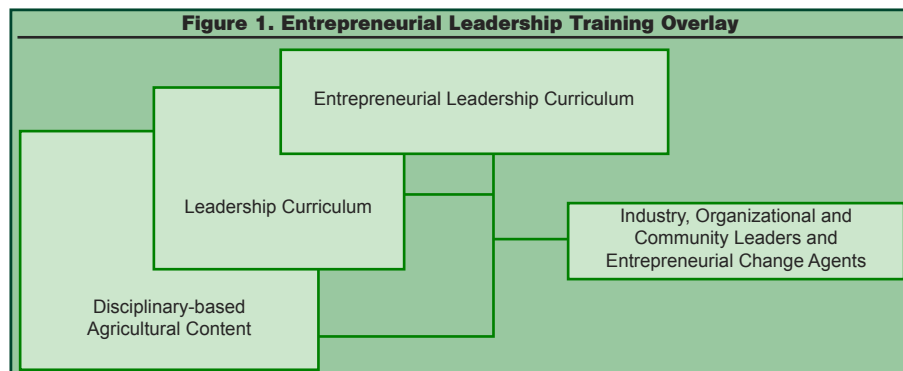 Figure 1. Entrepreneurial Leadership Training Overlay
Entrepreneurial Leadership Curriculum
Leadership Curriculum
Industry, Organizational and
Community Leaders and
Entrepreneurial Change Agents
Disciplinary-based
Agricultural Content